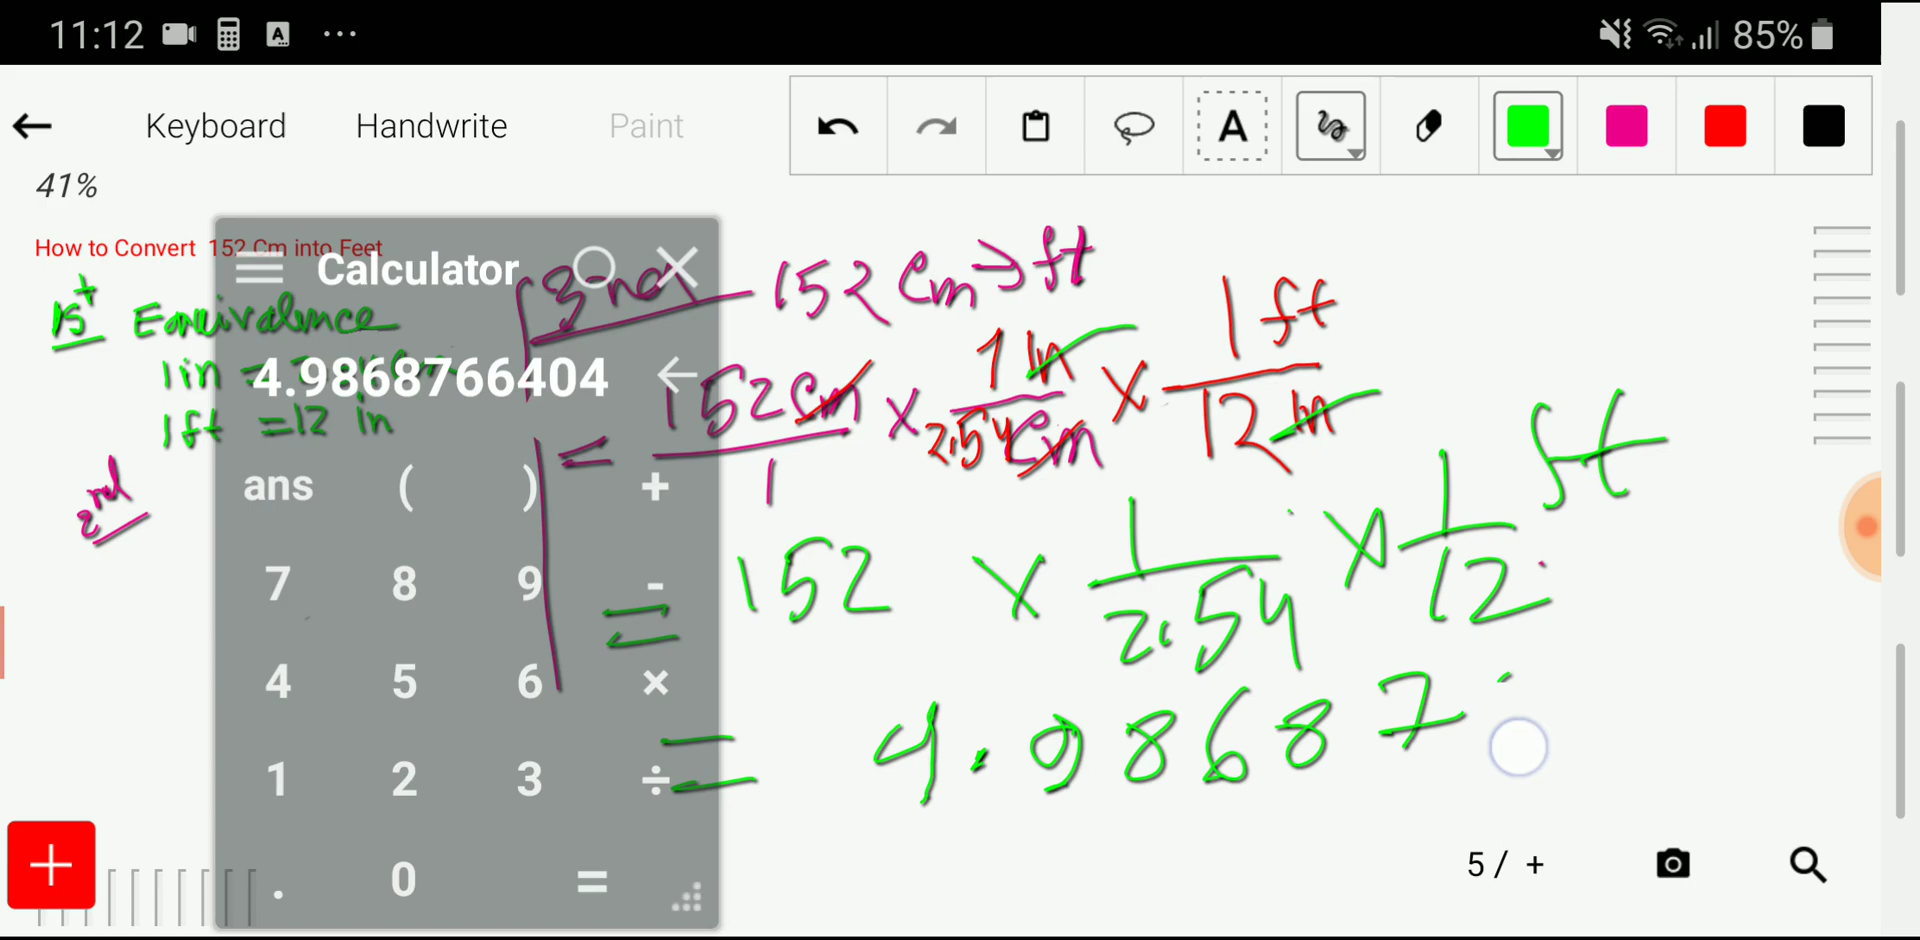 11:12 A ... 85%
Keyboard Handwrite Paint A
41%
How to Convert 152 Cm into Feet
Calculator
1st Equivalence
3rd 152 Cm → ft
1in =
4.9868766404
1ft = 12 in
= 152 cm / 1 × 1 in / 2.54 cm × 1 ft / 12 in
2nd
ans ( ) +
7 8 9 -
= 152 × 1 / 2.54 × 1 / 12 ft
4 5 6 ×
= 4.98687
1 2 3 ÷
. 0 =
5 / +